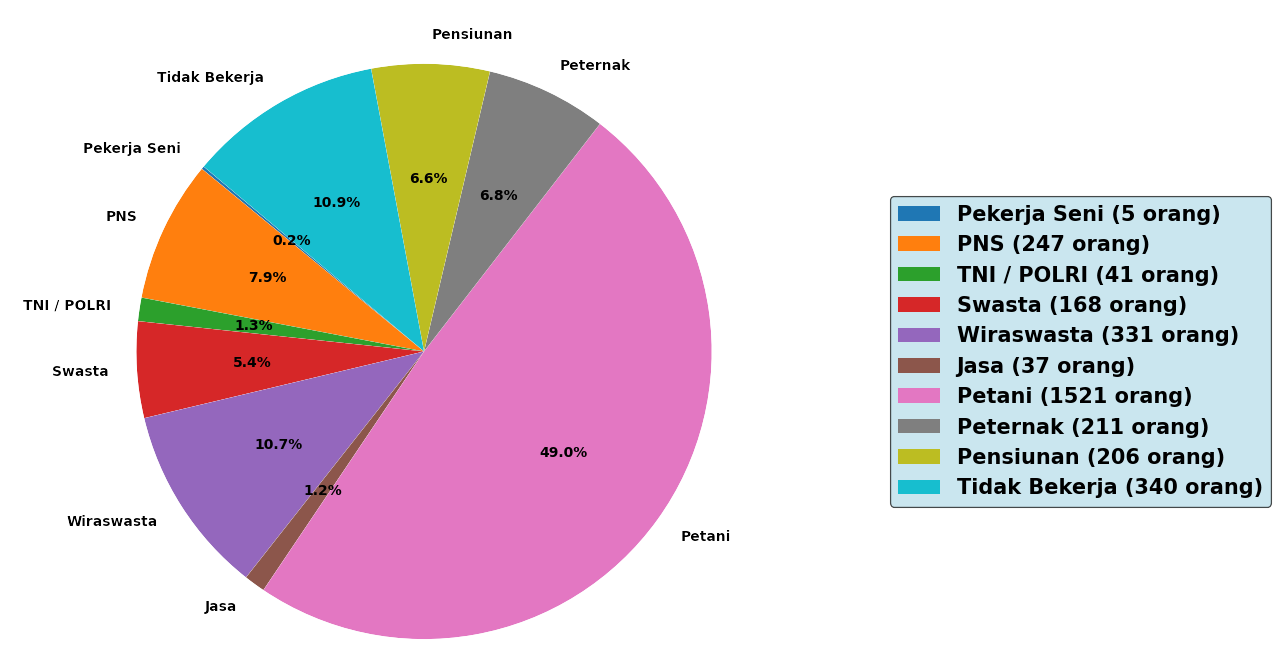 Pensiunan
Peternak
Tidak Bekerja
Pekerja Seni
PNS
TNI / POLRI
Swasta
Wiraswasta
Jasa
Petani
6.6%
6.8%
10.9%
0.2%
7.9%
1.3%
5.4%
10.7%
1.2%
49.0%
Pekerja Seni (5 orang)
PNS (247 orang)
TNI / POLRI (41 orang)
Swasta (168 orang)
Wiraswasta (331 orang)
Jasa (37 orang)
Petani (1521 orang)
Peternak (211 orang)
Pensiunan (206 orang)
Tidak Bekerja (340 orang)